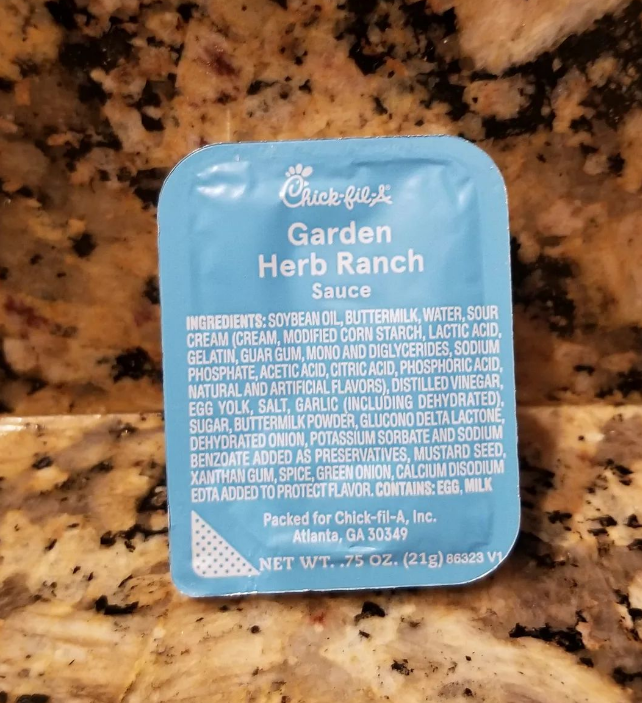 Chick-fil-A
Garden
Herb Ranch
Sauce
INGREDIENTS: SOYBEAN OIL, BUTTERMILK, WATER, SOUR
CREAM (CREAM, MODIFIED CORN STARCH, LACTIC ACID,
GELATIN, GUAR GUM, MONO AND DIGLYCERIDES, SODIUM
PHOSPHATE, ACETIC ACID, CITRIC ACID, PHOSPHORIC ACID,
NATURAL AND ARTIFICIAL FLAVORS), DISTILLED VINEGAR,
EGG YOLK, SALT, GARLIC (INCLUDING DEHYDRATED),
SUGAR, BUTTERMILK POWDER, GLUCONO DELTA LACTONE,
DEHYDRATED ONION, POTASSIUM SORBATE AND SODIUM
BENZOATE ADDED AS PRESERVATIVES, MUSTARD SEED,
XANTHAN GUM, SPICE, GREEN ONION, CALCIUM DISODIUM
EDTA ADDED TO PROTECT FLAVOR. CONTAINS: EGG, MILK
Packed for Chick-fil-A, Inc.
Atlanta, GA 30349
NET WT. .75 OZ. (21g) 86323 V1